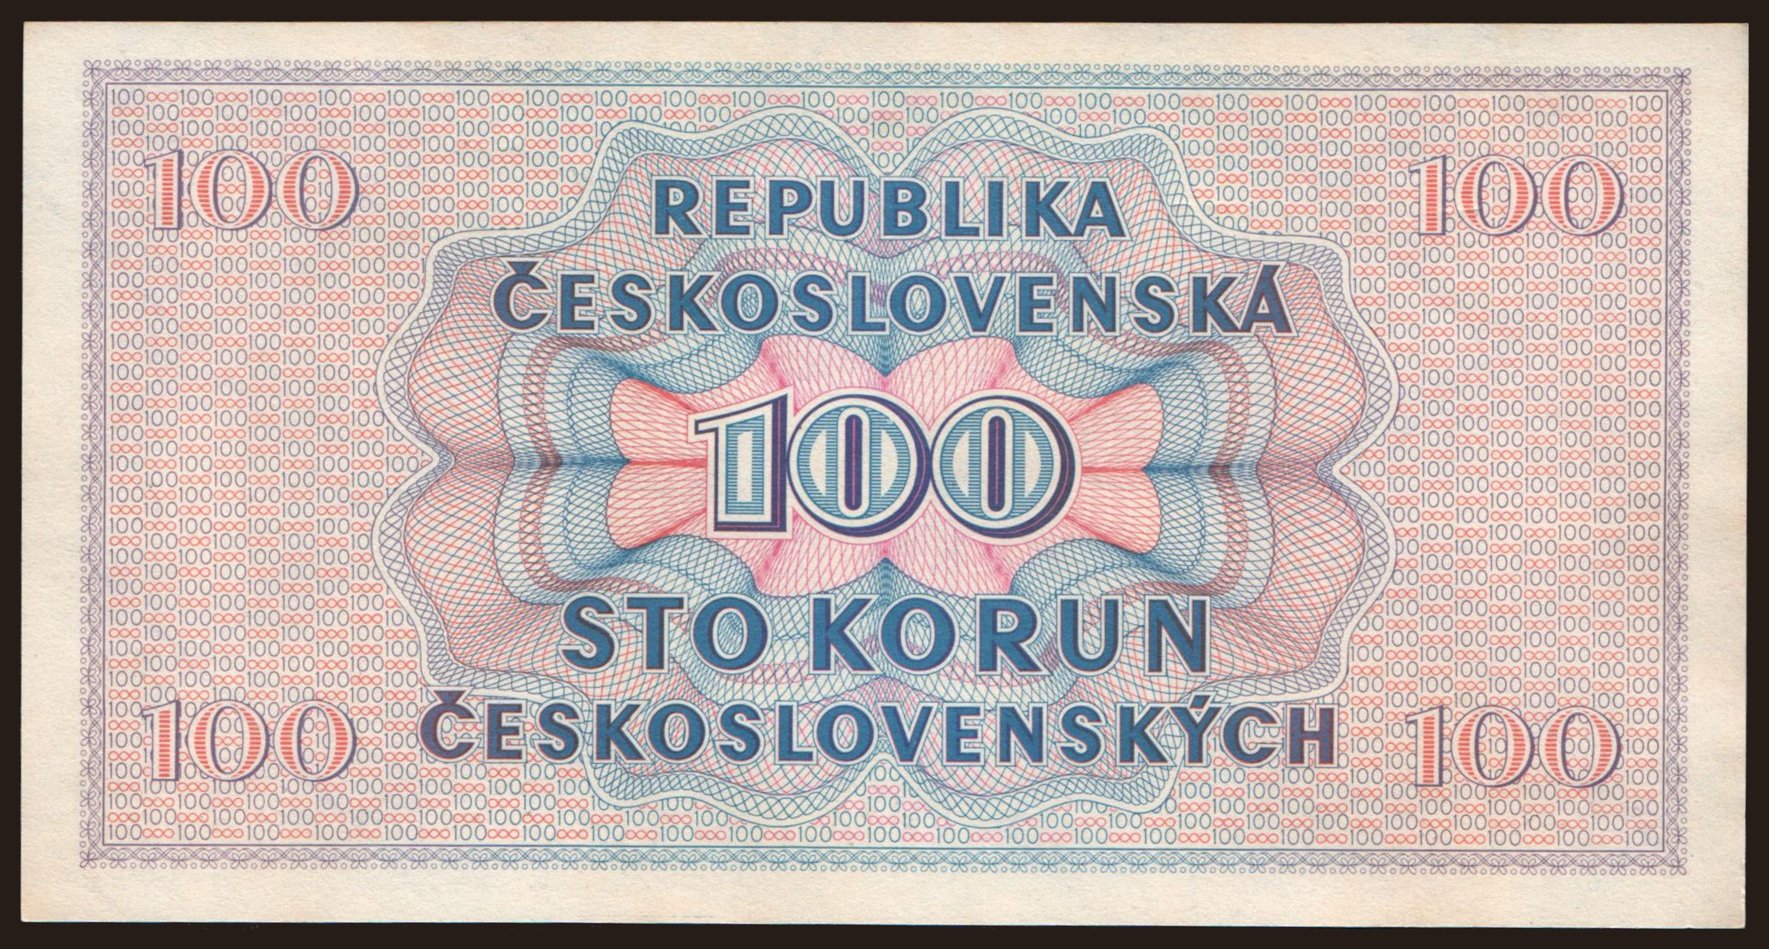 100 100
REPUBLIKA
ČESKOSLOVENSKÁ
100
STO KORUN
ČESKOSLOVENSKÝCH
100 100